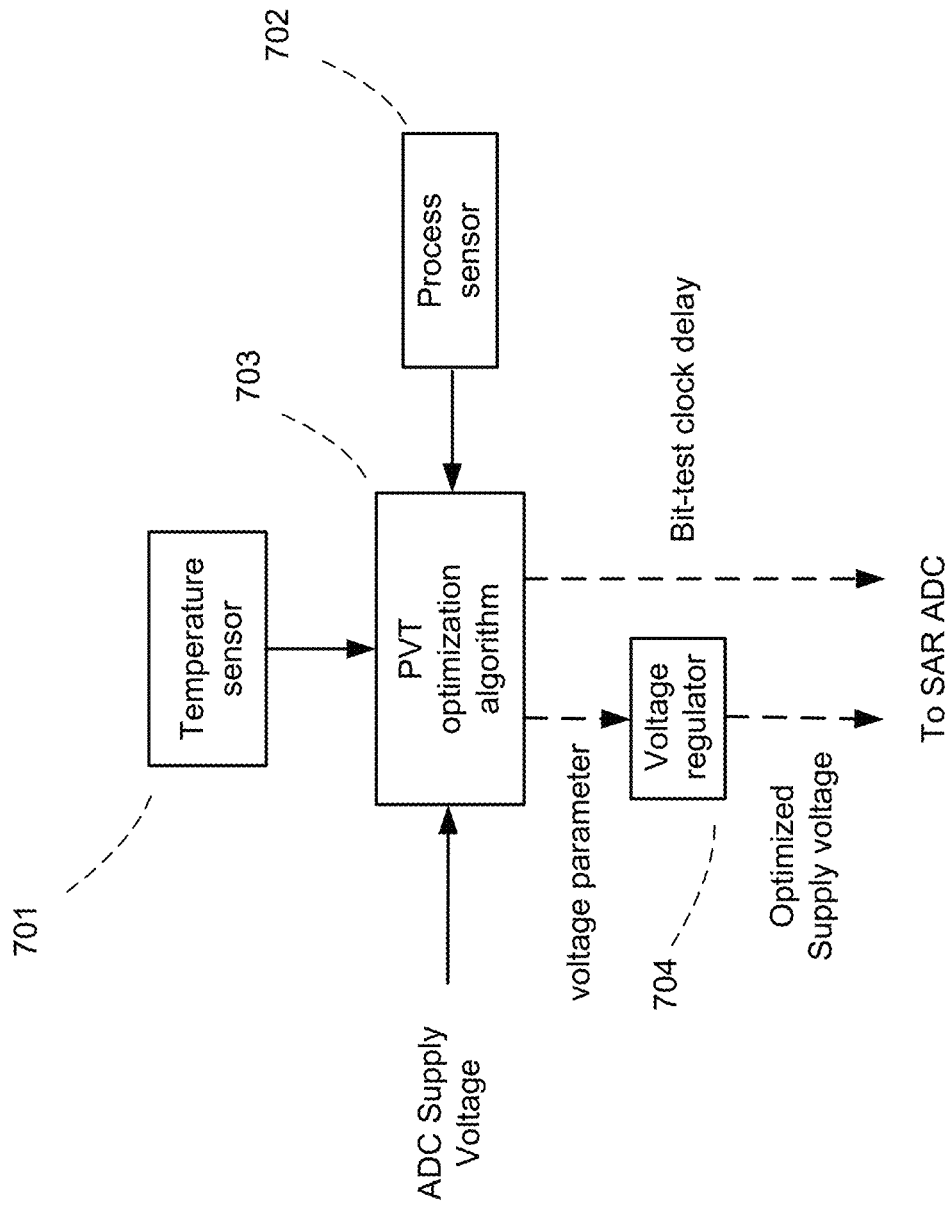 701
Temperature
sensor
702
703
Process
sensor
PVT
optimization
algorithm
ADC Supply
Voltage
voltage parameter
704
Voltage
regulator
Optimized
Supply voltage
Bit-test clock delay
To SAR ADC